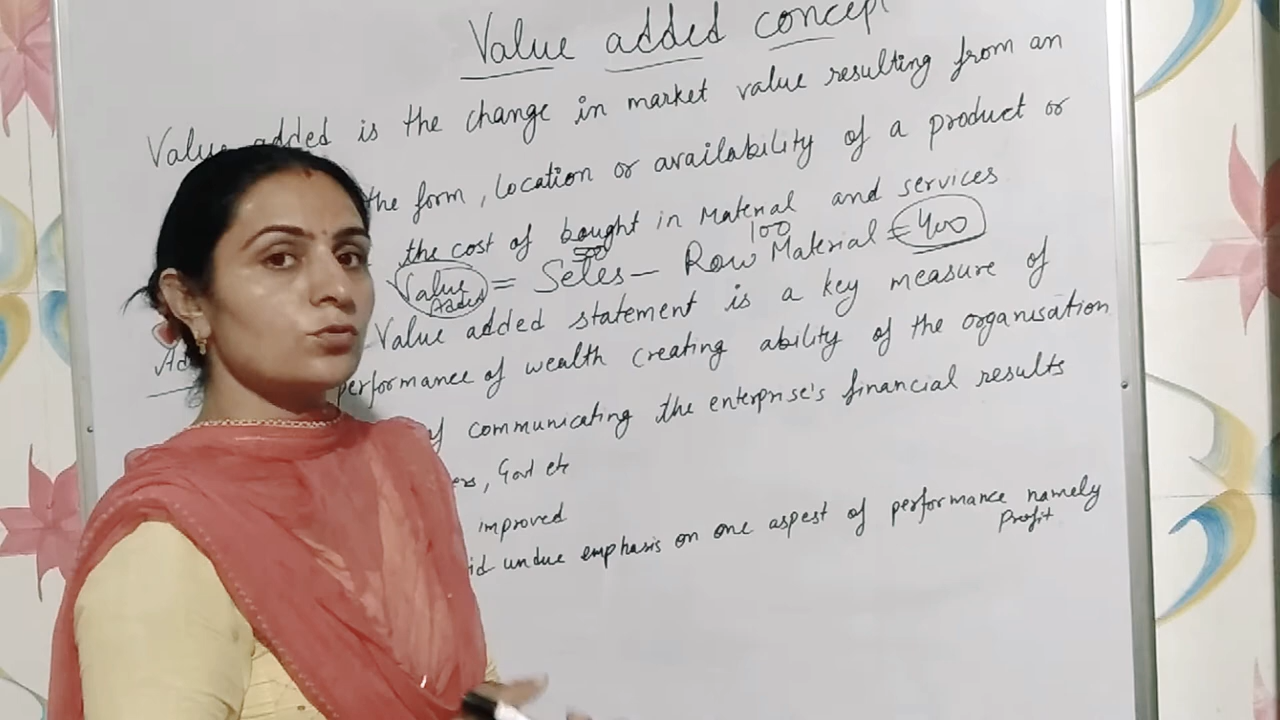 Value added concept
Value added is the change in market value resulting from an
the form, location or availability of a product or
the cost of bought in Material and services
500 100
Value Added = Seles - Row Material = 400
Value added statement is a key measure of
performance of wealth creating ability of the organisation
communicating the enterprise's financial results
Govt etc
improved
undue emphasis on one aspest of performance namely
Profit